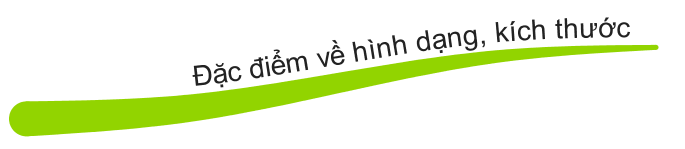 Đặc điểm về hình dạng, kích thước